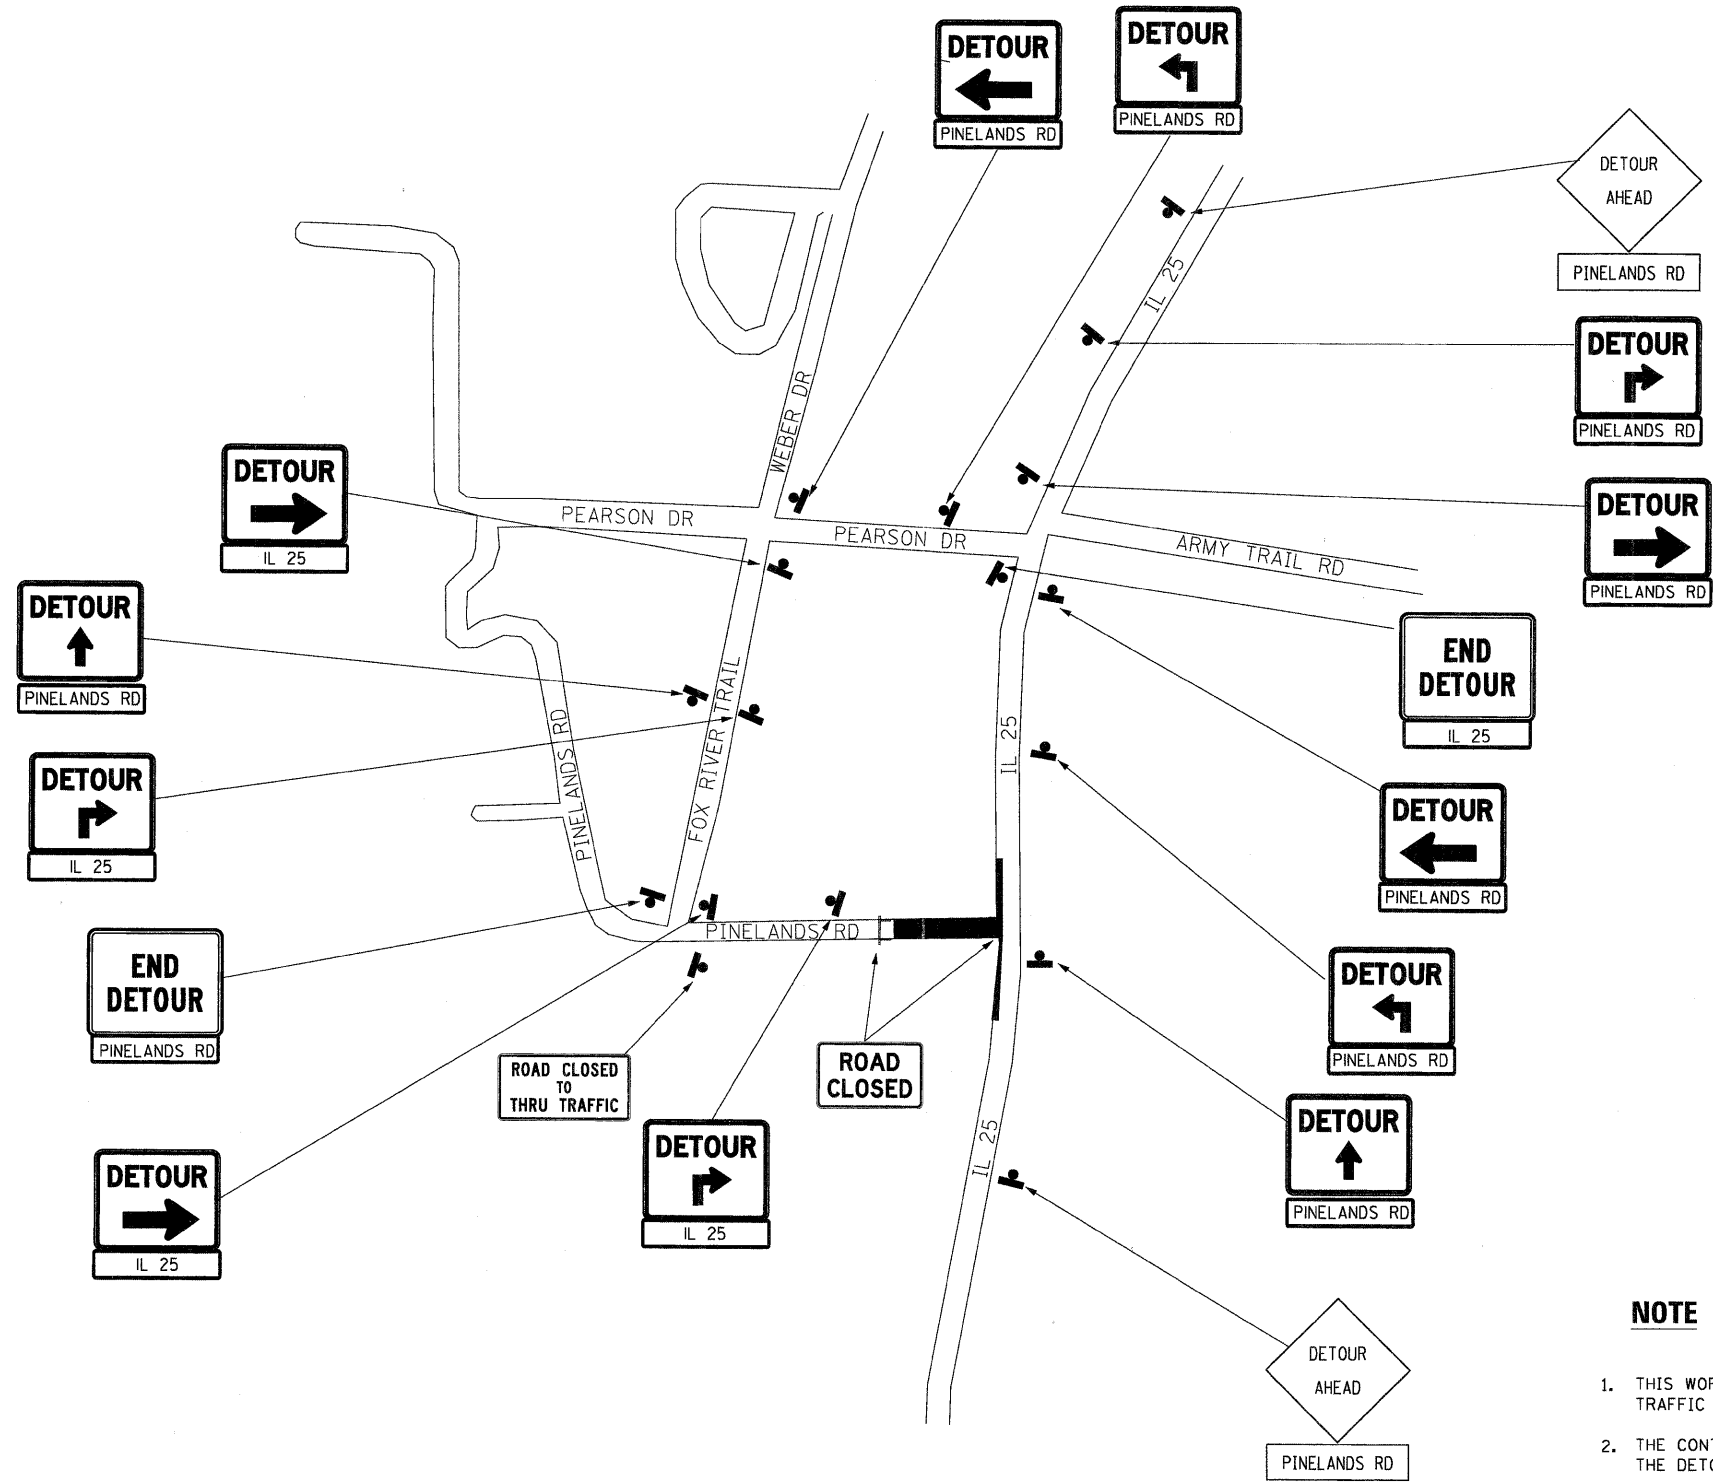 DETOUR
PINELANDS RD
DETOUR
PINELANDS RD
DETOUR
AHEAD
PINELANDS RD
IL 25
DETOUR
PINELANDS RD
WEBER DR
DETOUR
IL 25
PEARSON DR
PEARSON DR
ARMY TRAIL RD
DETOUR
PINELANDS RD
DETOUR
PINELANDS RD
END
DETOUR
IL 25
PINELANDS RD
FOX RIVER TRAIL
IL 25
DETOUR
IL 25
DETOUR
PINELANDS RD
PINELANDS RD
END
DETOUR
PINELANDS RD
DETOUR
PINELANDS RD
ROAD CLOSED
TO
THRU TRAFFIC
ROAD
CLOSED
DETOUR
IL 25
DETOUR
IL 25
IL 25
DETOUR
PINELANDS RD
DETOUR
AHEAD
PINELANDS RD
NOTE
1. THIS
TRAFFIC
2. THE
THE